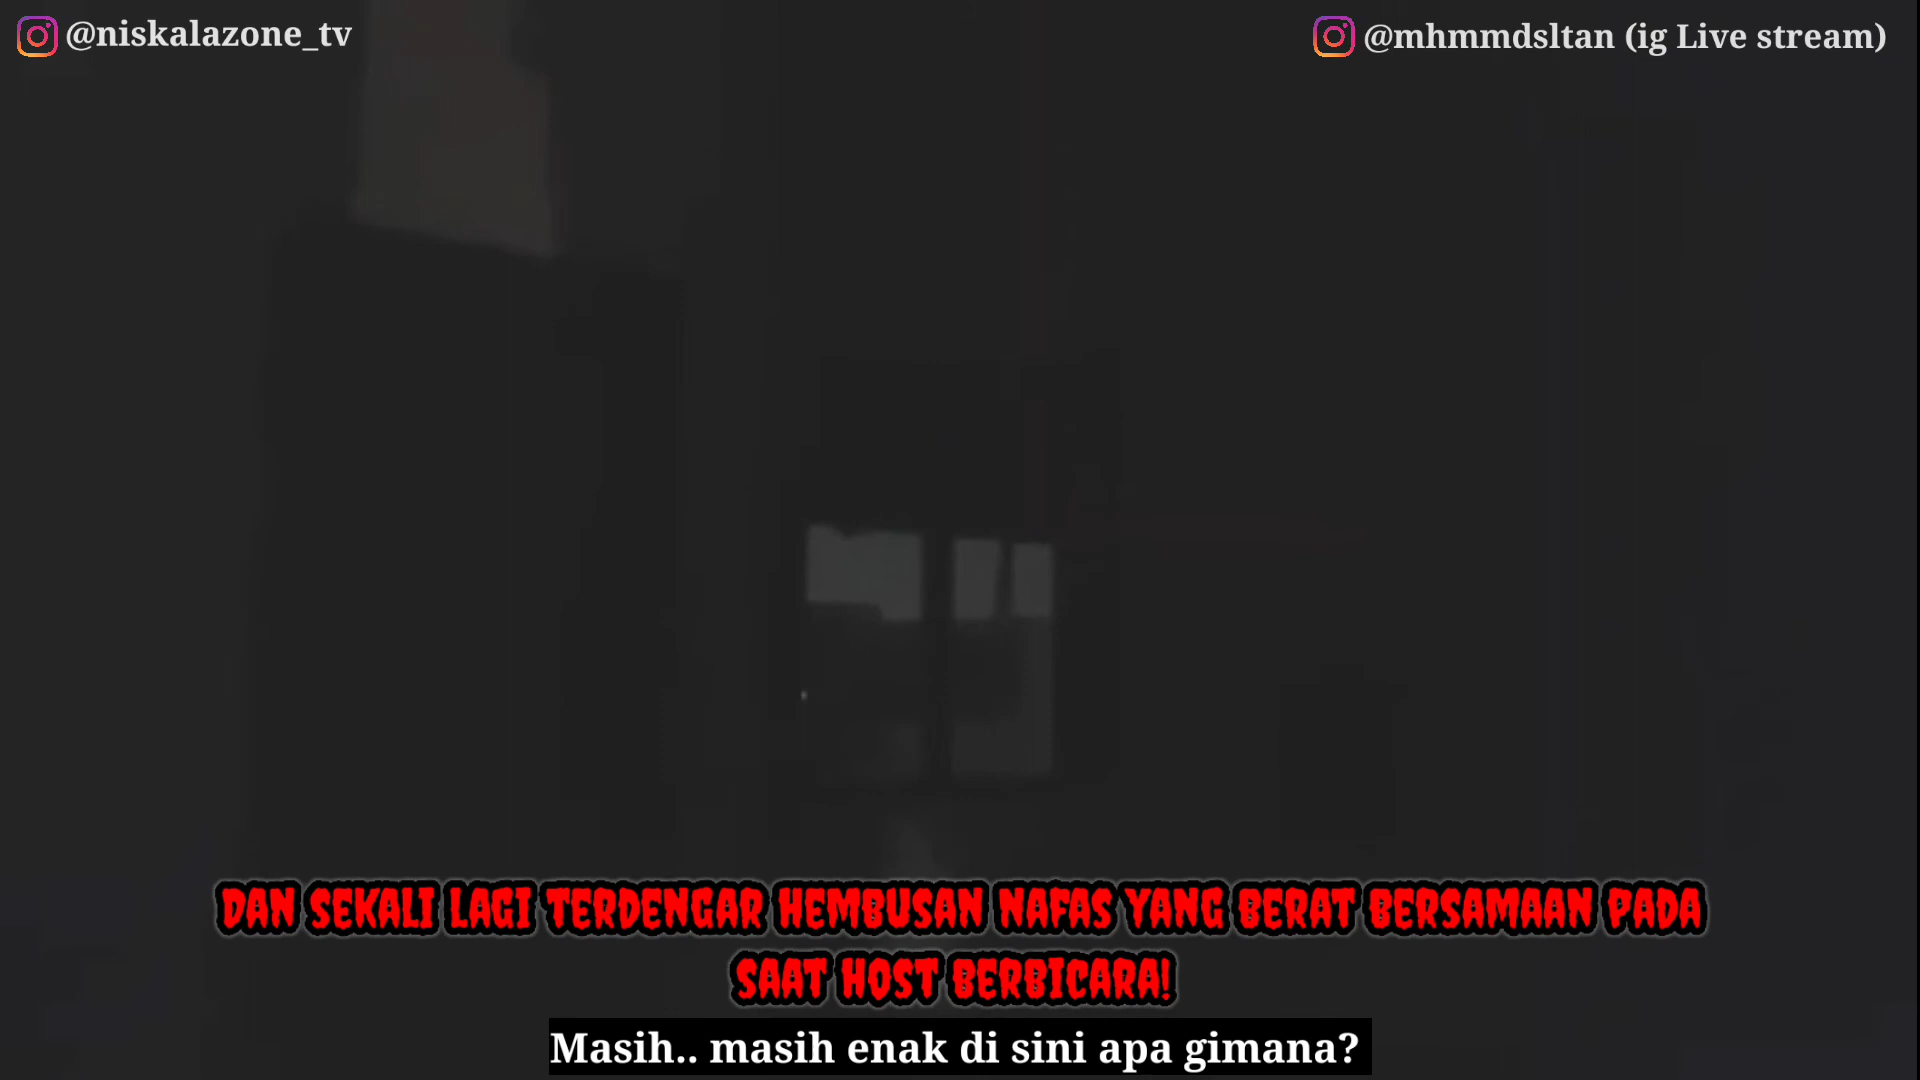 @niskalazone_tv
@mhmmdsltan (ig Live stream)
DAN SEKALI LAGI TERDENGAR HEMBUSAN NAFAS YANG BERAT BERSAMAAN PADA
SAAT HOST BERBICARA!
Masih.. masih enak di sini apa gimana?